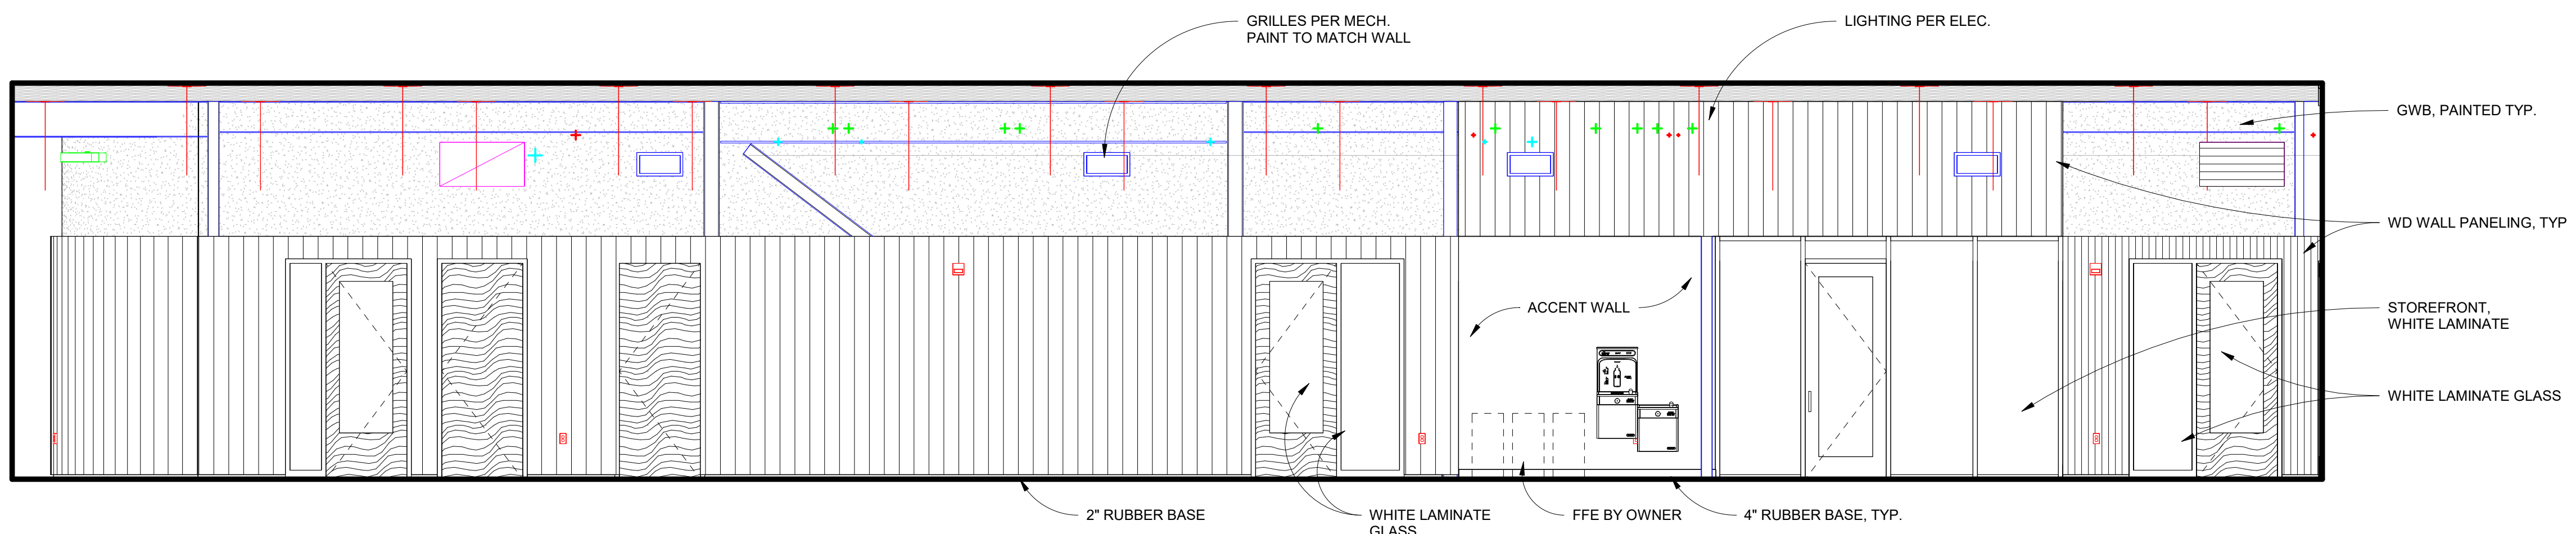 GRILLES PER MECH.
PAINT TO MATCH WALL
LIGHTING PER ELEC.
GWB, PAINTED TYP.
WD WALL PANELING, TYP
ACCENT WALL
STOREFRONT,
WHITE LAMINATE
WHITE LAMINATE GLASS
2" RUBBER BASE
WHITE LAMINATE
GLASS
FFE BY OWNER
4" RUBBER BASE, TYP.